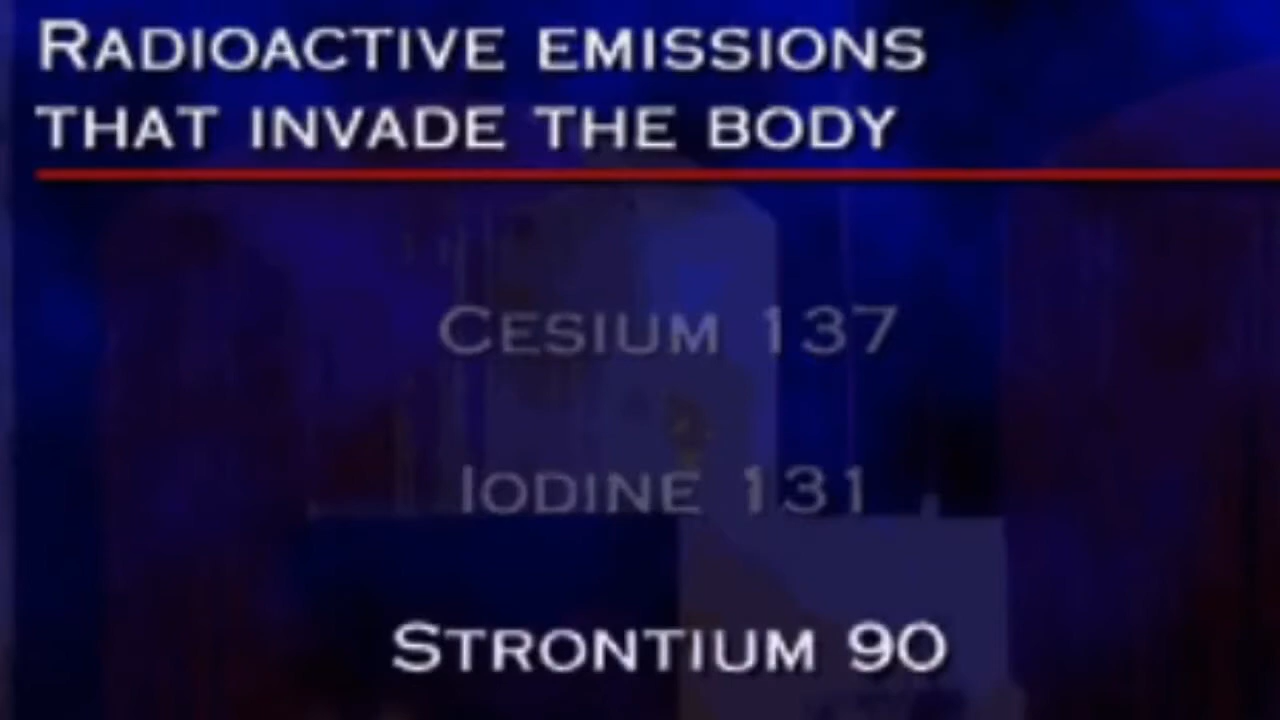 RADIOACTIVE EMISSIONS
THAT INVADE THE BODY
CESIUM 137
IODINE 131
STRONTIUM 90